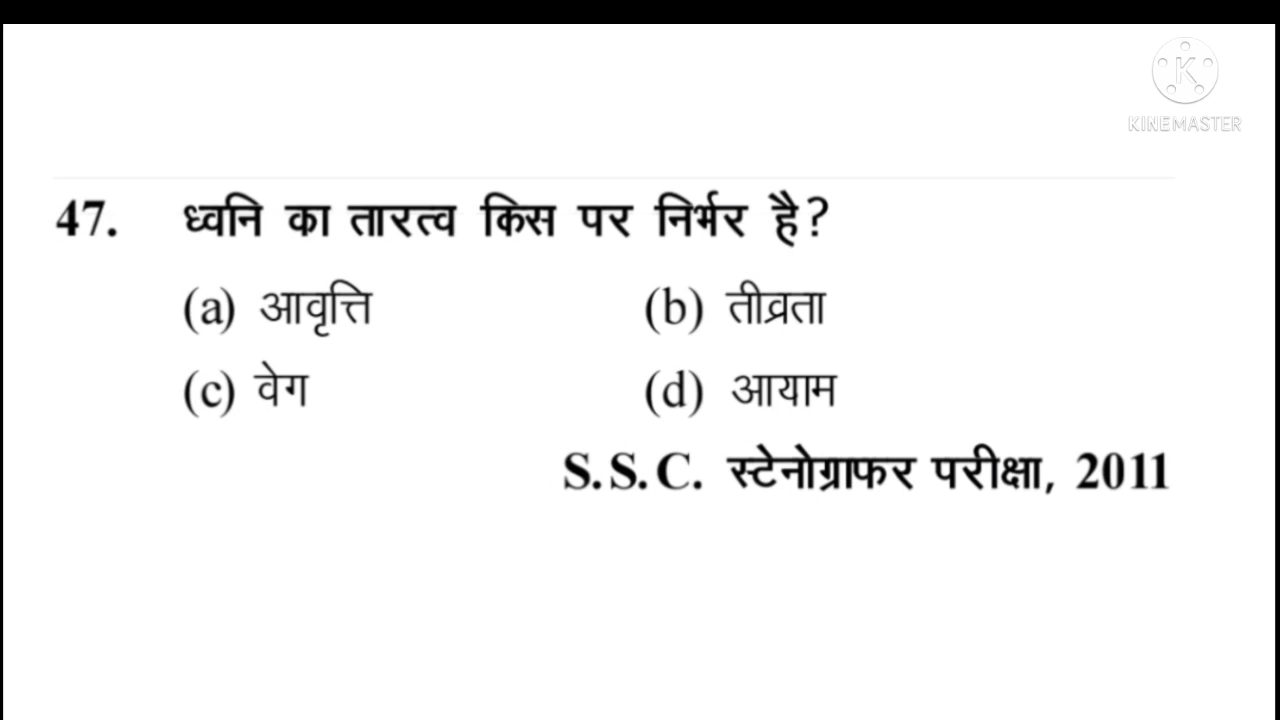 KINEMASTER
47. ध्वनि का तारत्व किस पर निर्भर है?
(a) आवृत्ति (b) तीव्रता
(c) वेग (d) आयाम
S.S.C. स्टेनोग्राफर परीक्षा, 2011